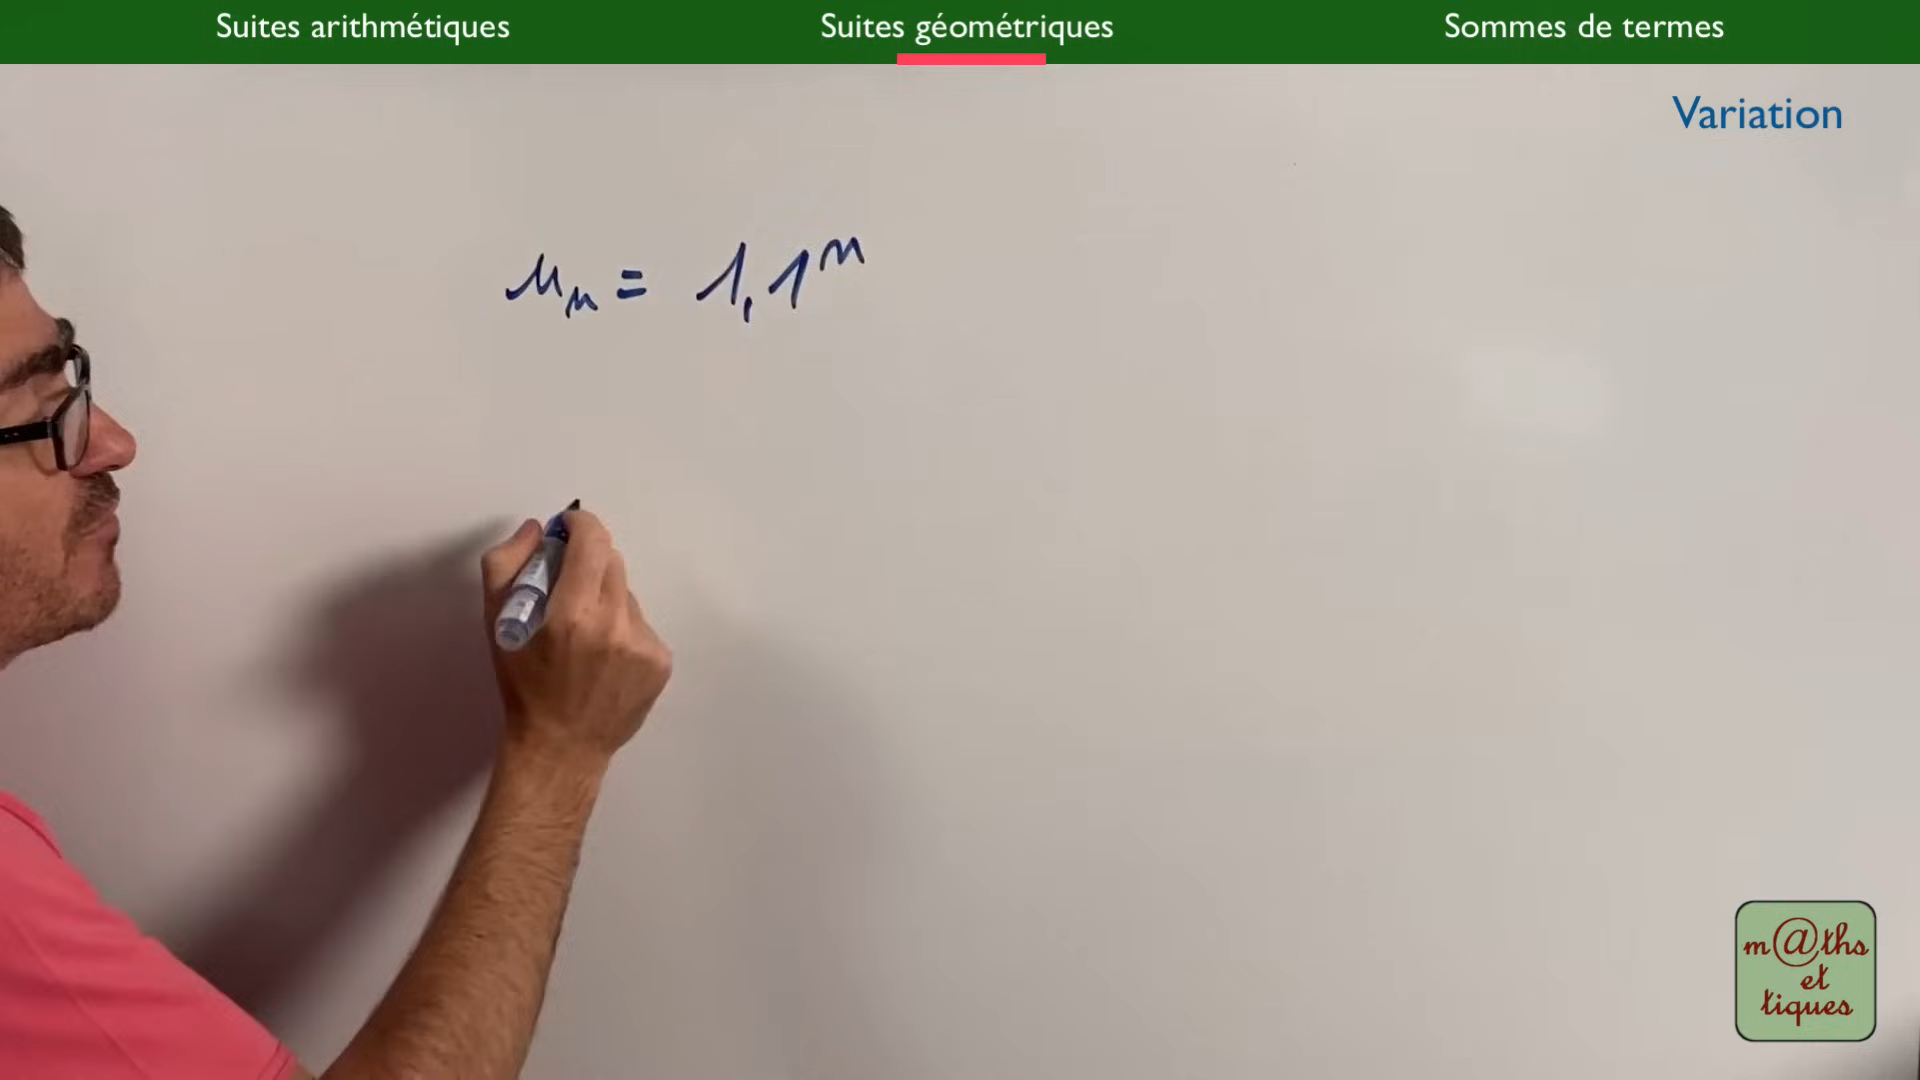 Suites arithmétiques
Suites géométriques
Sommes de termes
Variation
uₙ = 1,1ⁿ
m@ths
et
tiques